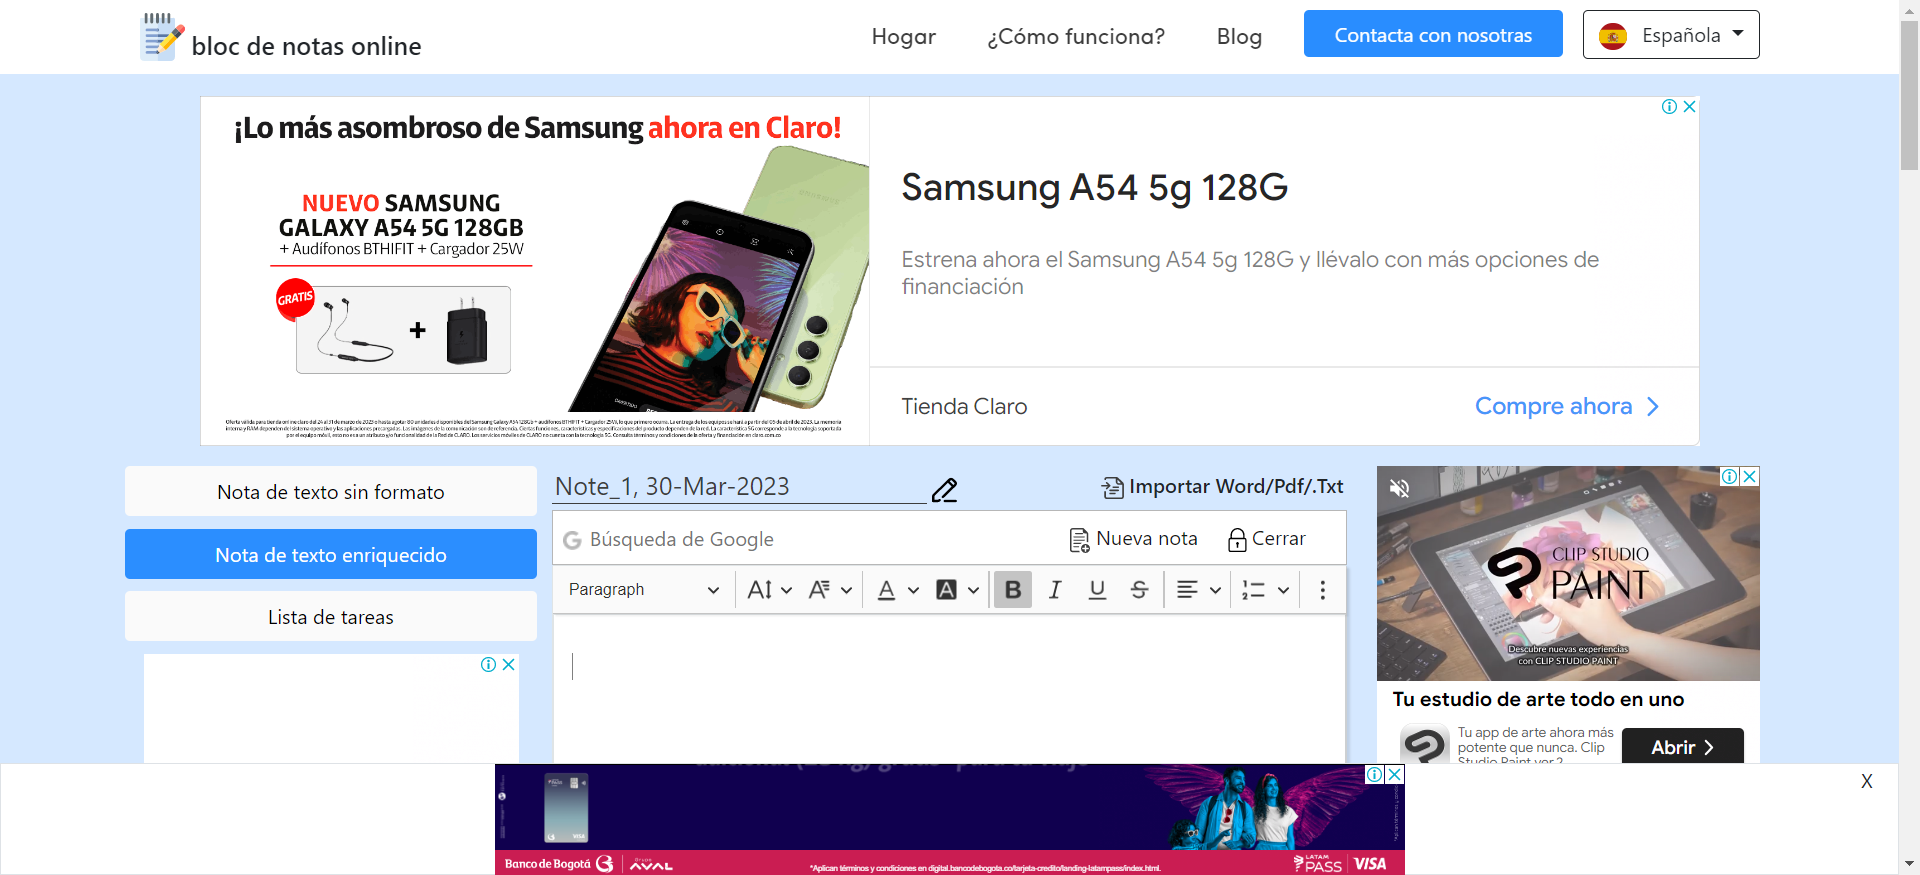 bloc de notas online
Hogar
¿Cómo funciona?
Blog
Contacta con nosotras
Española
¡Lo más asombroso de Samsung ahora en Claro!
NUEVO SAMSUNG
GALAXY A54 5G 128GB
+ Audífonos BTHIFIT + Cargador 25W
GRATIS
+
Samsung A54 5g 128G
Estrena ahora el Samsung A54 5g 128G y llévalo con más opciones de
financiación
Tienda Claro
Compre ahora
Nota de texto sin formato
Nota de texto enriquecido
Lista de tareas
Note_1, 30-Mar-2023
Importar Word/Pdf/.Txt
Búsqueda de Google
Nueva nota
Cerrar
Paragraph
CLIP STUDIO
PAINT
Descubre nuevas experiencias
con CLIP STUDIO PAINT
Tu estudio de arte todo en uno
Tu app de arte ahora más
potente que nunca. Clip
Studio Paint ver.2
Abrir
X
Banco de Bogotá
Grupo
AVAL
*Aplican términos y condiciones en digital.bancodebogota.co/tarjeta-credito/landing-latampass/index.html.
LATAM
PASS
VISA